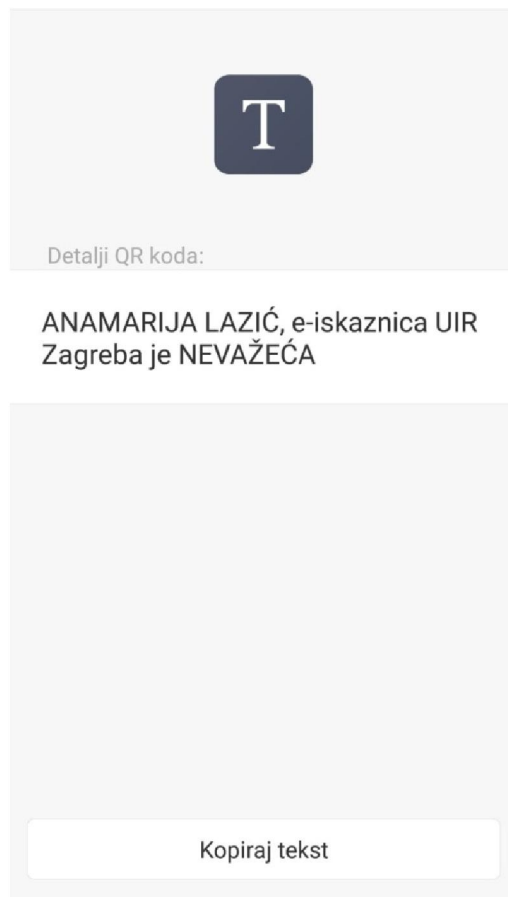 T
Detalji QR koda:
ANAMARIJA LAZIĆ, e-iskaznica UIR
Zagreba je NEVAŽEĆA
Kopiraj tekst